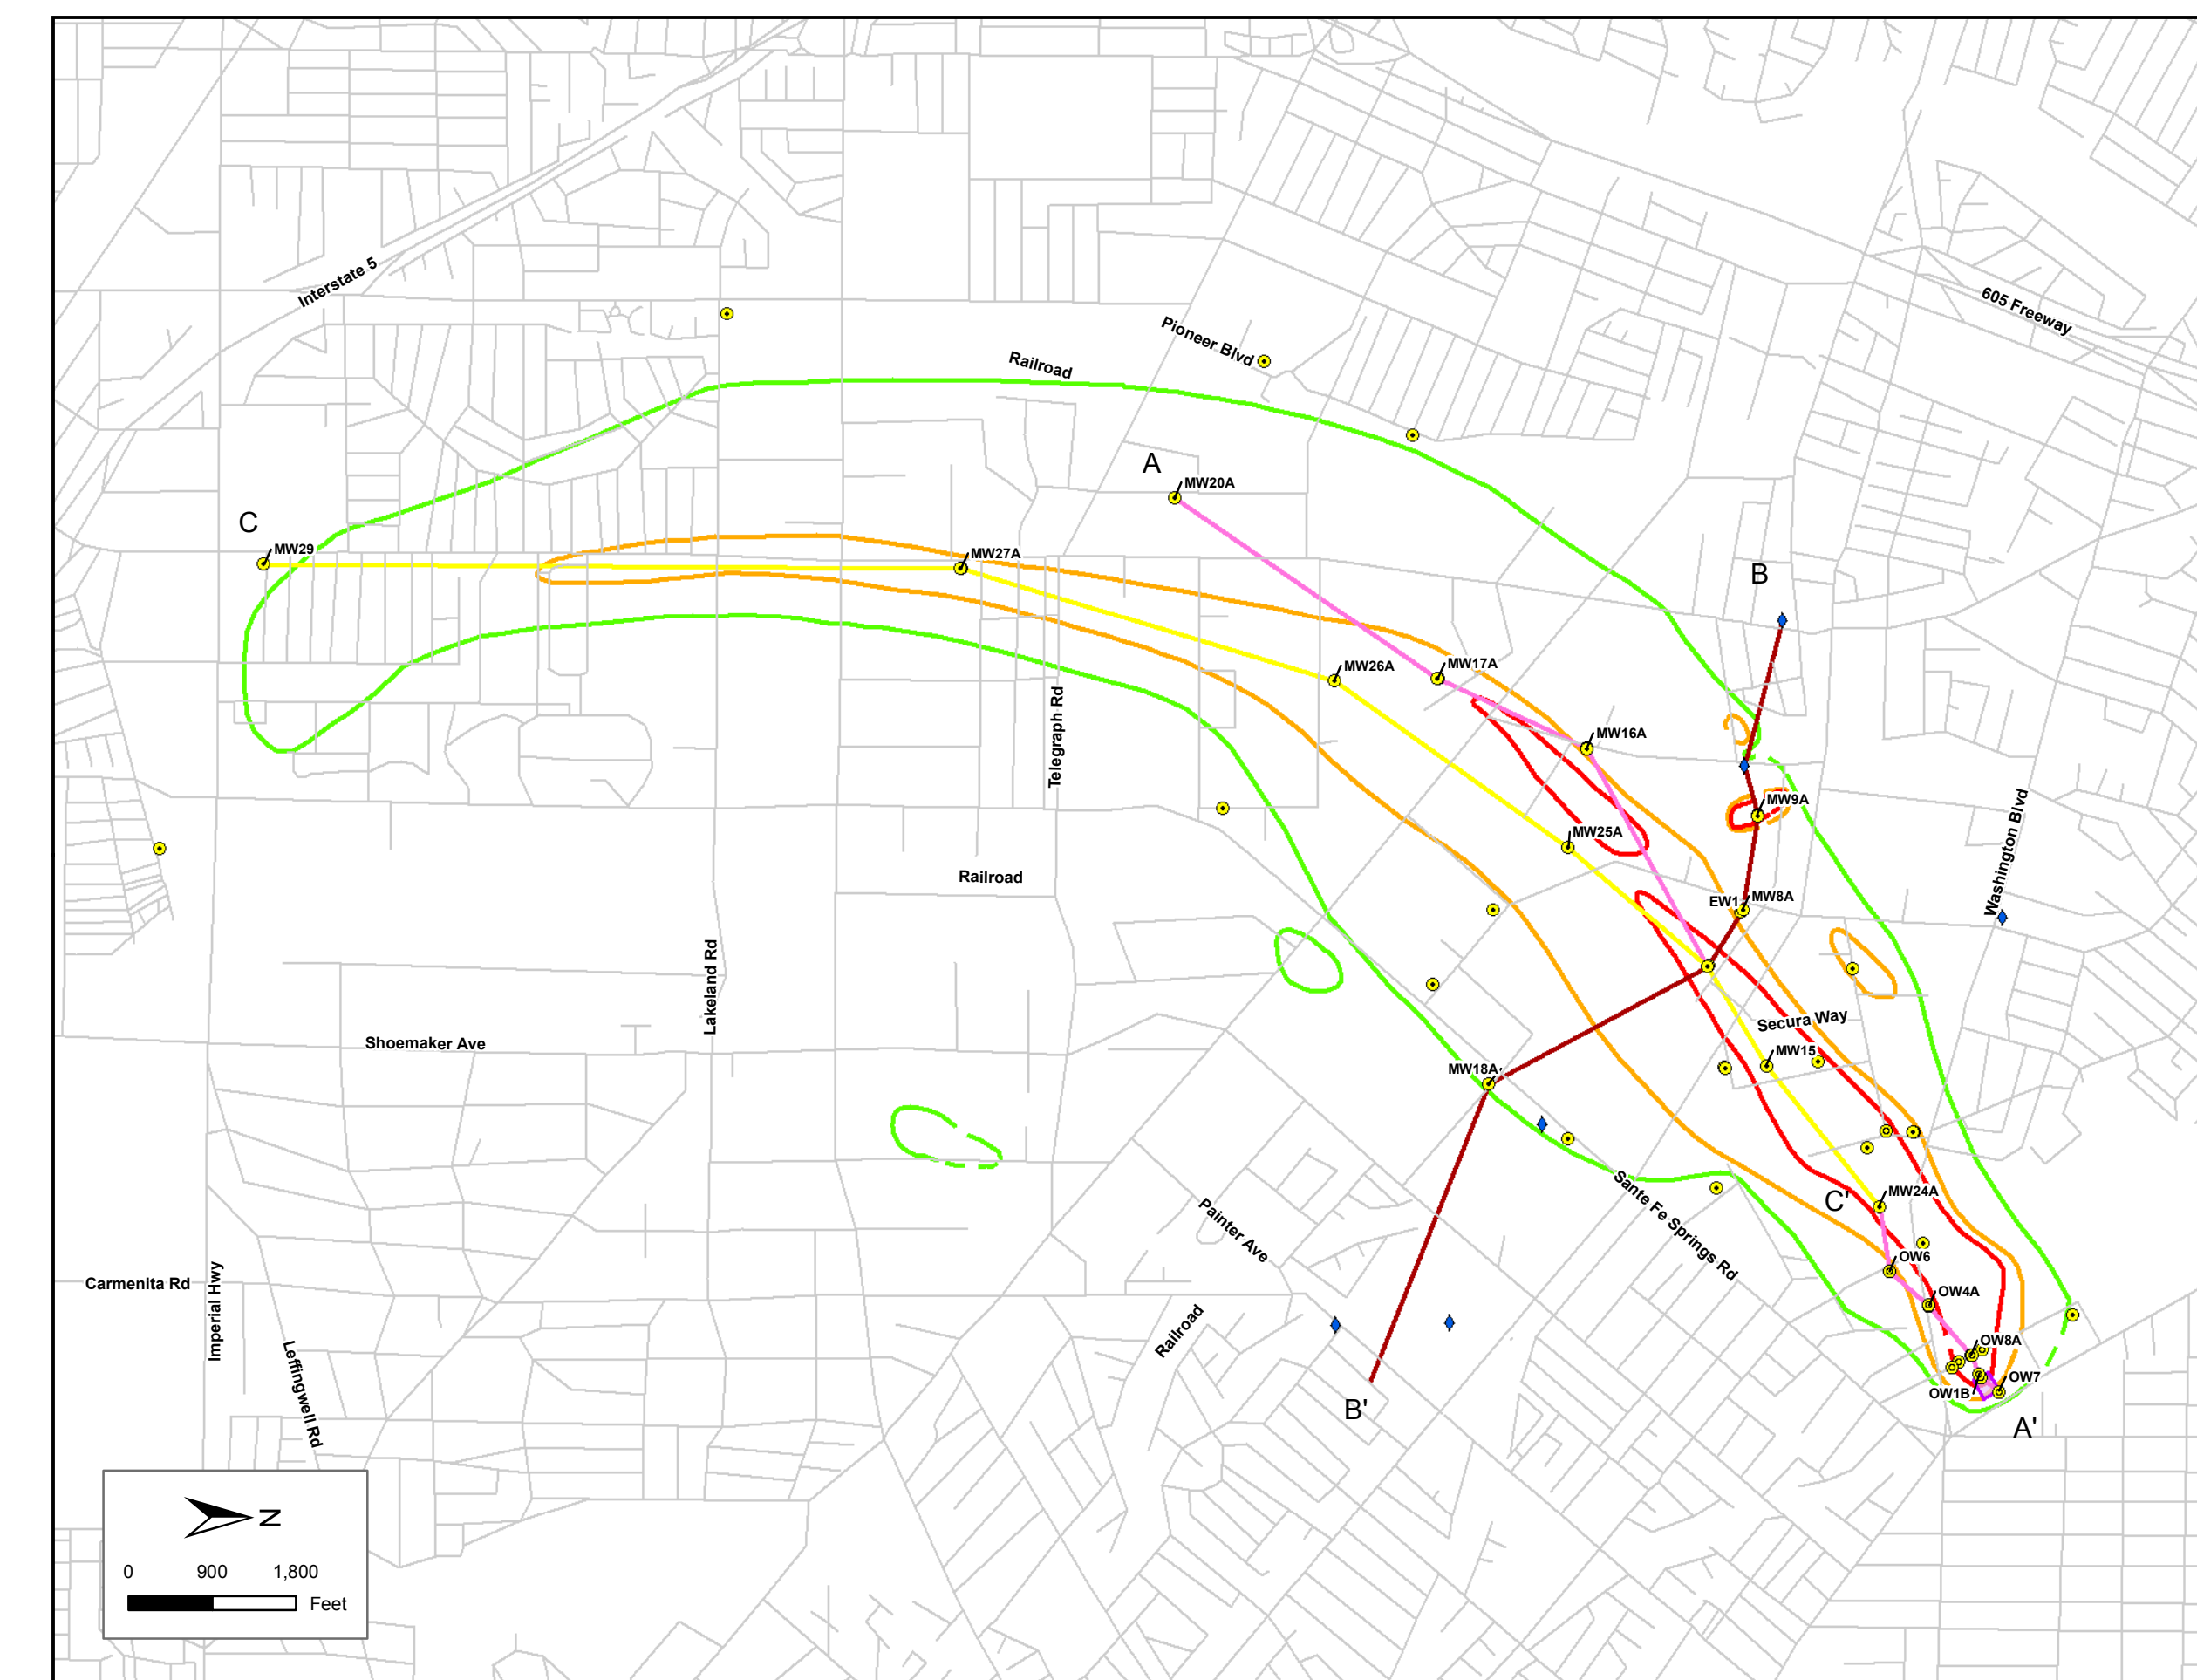 Interstate 5
605 Freeway
Pioneer Blvd
Railroad
A
MW20A
C
MW29
MW27A
B
MW26A
MW17A
Telegraph Rd
MW16A
MW9A
MW25A
Washington Blvd
Railroad
EW1
MW8A
Lakeland Rd
Secura Way
Shoemaker Ave
MW15
MW18A
C'
MW24A
Painter Ave
Sante Fe Springs Rd
OW6
Carmenita Rd
Imperial Hwy
OW4A
Railroad
OW8A
Leffingwell Rd
OW7
OW1B
B'
A'
N
0 900 1,800
Feet